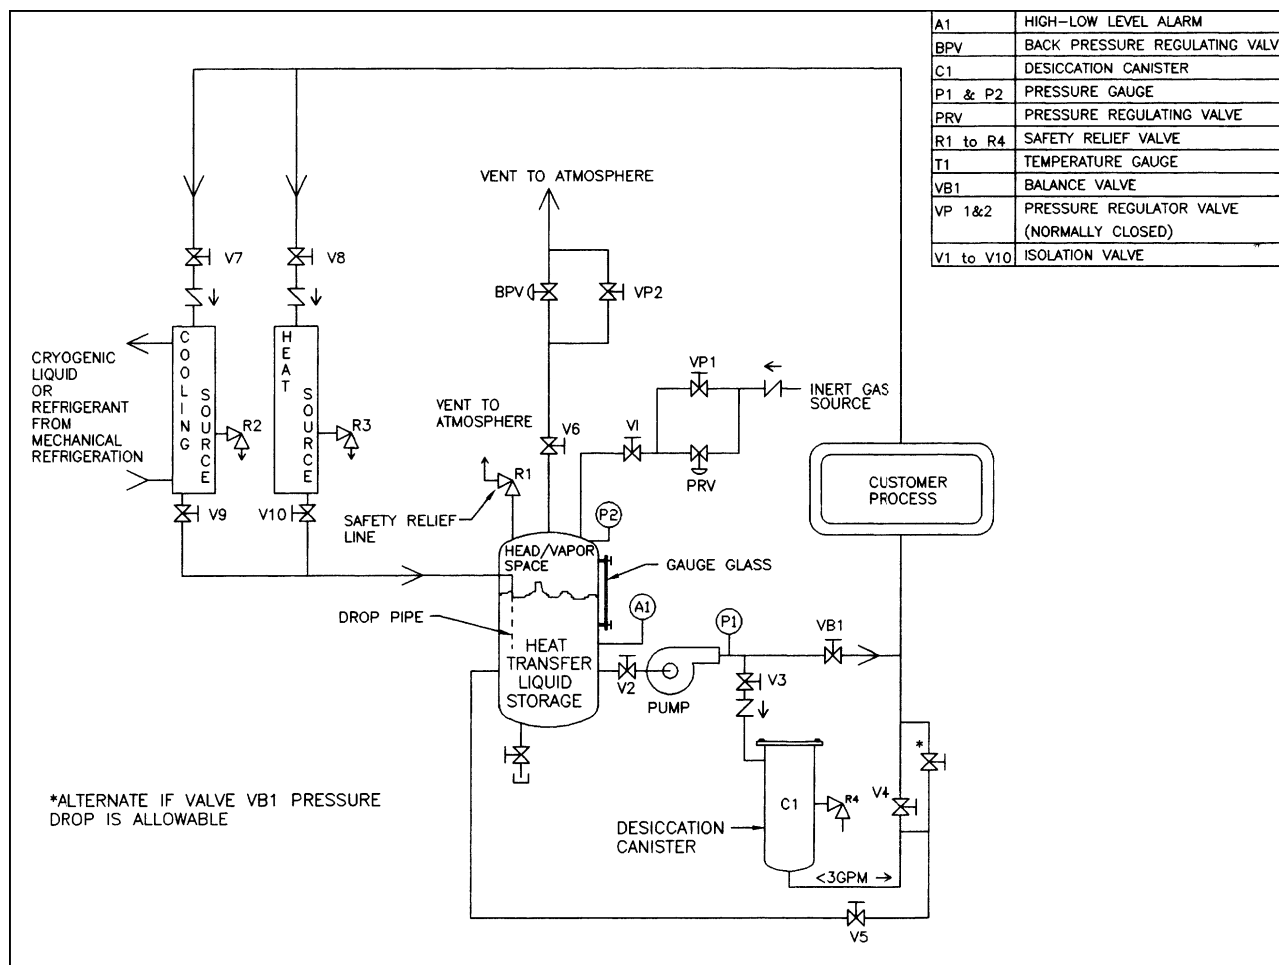 A1 HIGH-LOW LEVEL ALARM
BPV BACK PRESSURE REGULATING VALV
C1 DESICCATION CANISTER
P1 & P2 PRESSURE GAUGE
PRV PRESSURE REGULATING VALVE
R1 to R4 SAFETY RELIEF VALVE
T1 TEMPERATURE GAUGE
VB1 BALANCE VALVE
VP 1&2 PRESSURE REGULATOR VALVE
(NORMALLY CLOSED)
V1 to V10 ISOLATION VALVE
VENT TO ATMOSPHERE
V7
V8
BPV
VP2
COOLING
SOURCE
HEAT
SOURCE
CRYOGENIC
LIQUID
OR
REFRIGERANT
FROM
MECHANICAL
REFRIGERATION
R2
R3
VP1
INERT GAS
SOURCE
VENT TO
ATMOSPHERE
V6
VI
PRV
R1
CUSTOMER
PROCESS
V9
V10
SAFETY RELIEF
LINE
P2
HEAD/VAPOR
SPACE
GAUGE GLASS
DROP PIPE
A1
P1
VB1
HEAT
TRANSFER
LIQUID
STORAGE
V2
PUMP
V3
*
*ALTERNATE IF VALVE VB1 PRESSURE
DROP IS ALLOWABLE
C1
R4
V4
DESICCATION
CANISTER
<3GPM
V5